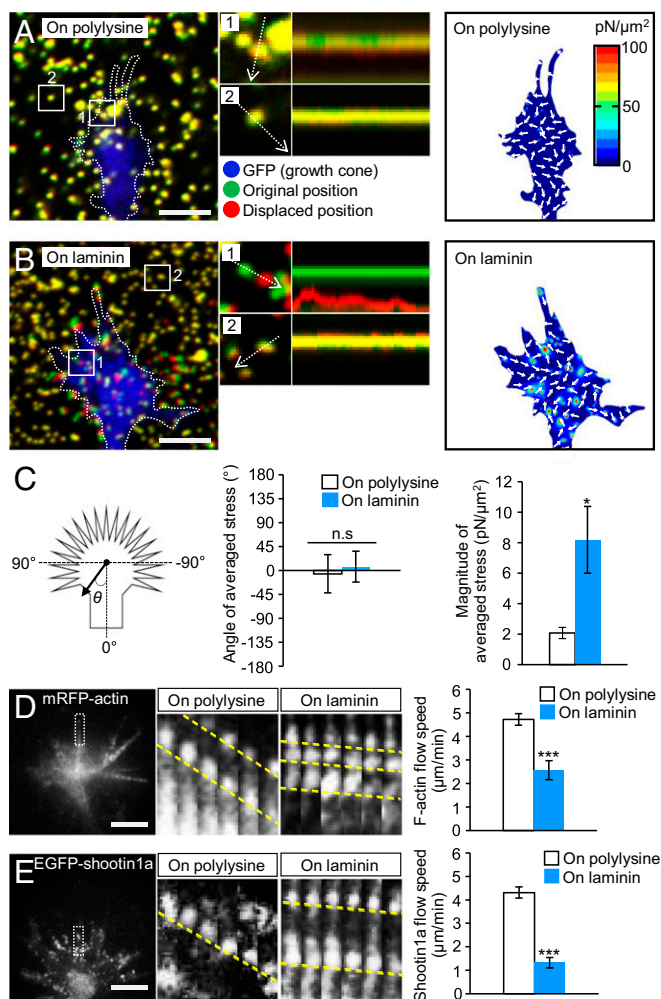 A
On polylysine
2
1
1
2
GFP (growth cone)
Original position
Displaced position
On polylysine
pN/µm²
100
50
0
B
On laminin
2
1
1
2
On laminin
C
90°
-90°
θ
0°
Angle of averaged stress (°)
180
135
90
45
0
-45
-90
-135
-180
On polylysine
On laminin
n.s
Magnitude of
averaged stress (pN/µm²)
12
10
8
6
4
2
0
*
D
mRFP-actin
On polylysine
On laminin
F-actin flow speed
(µm/min)
6
5
4
3
2
1
0
On polylysine
On laminin
***
E
EGFP-shootin1a
On polylysine
On laminin
Shootin1a flow speed
(µm/min)
6
5
4
3
2
1
0
On polylysine
On laminin
***